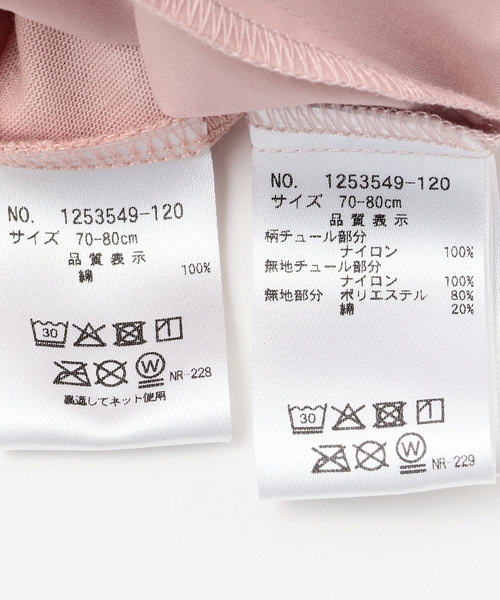 NO. 1253549-120
サイズ 70-80cm
品質表示
綿 100%
30
W NR-228
裏返してネット使用
NO. 1253549-120
サイズ 70-80cm
品質表示
柄チュール部分
ナイロン 100%
無地チュール部分
ナイロン 100%
無地部分 ポリエステル 80%
綿 20%
30
W NR-229